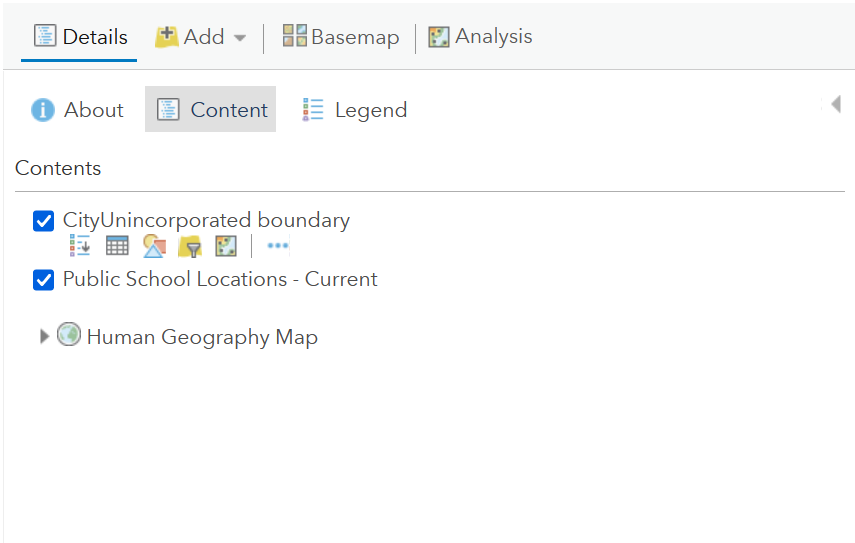 Details Add Basemap Analysis
About Content Legend
Contents
CityUnincorporated boundary
Public School Locations - Current
Human Geography Map